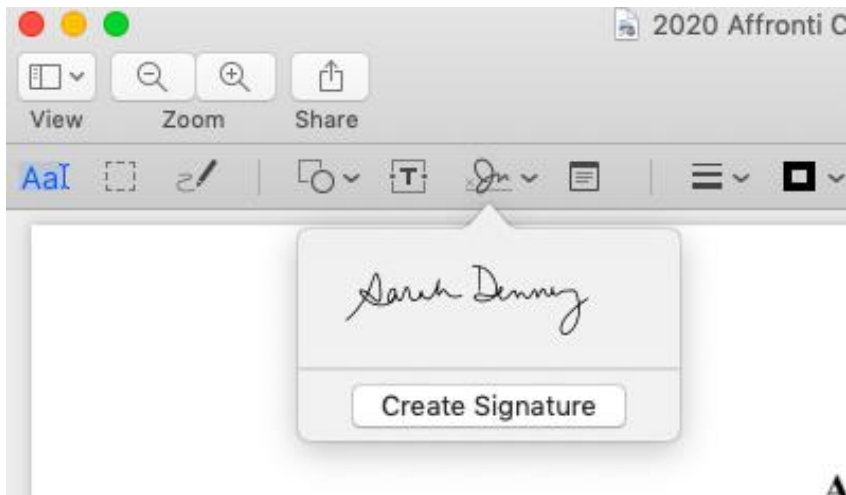 2020 Affronti C
View Zoom Share
AaI T
Sarah Denney
Create Signature
A